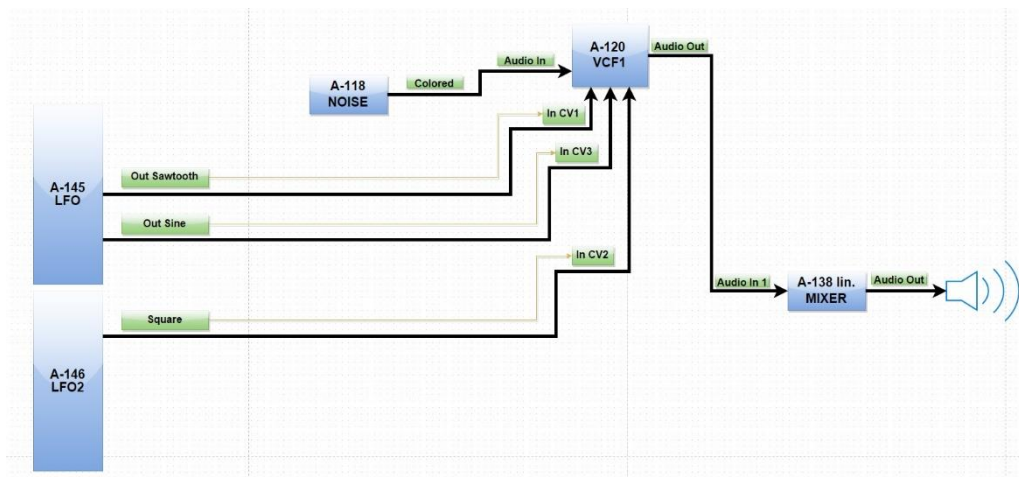 A-120
VCF1
Audio Out
Audio In
A-118
NOISE
Colored
In CV1
In CV3
Out Sawtooth
A-145
LFO
Out Sine
In CV2
Audio In 1
A-138 lin.
MIXER
Audio Out
Square
A-146
LFO2